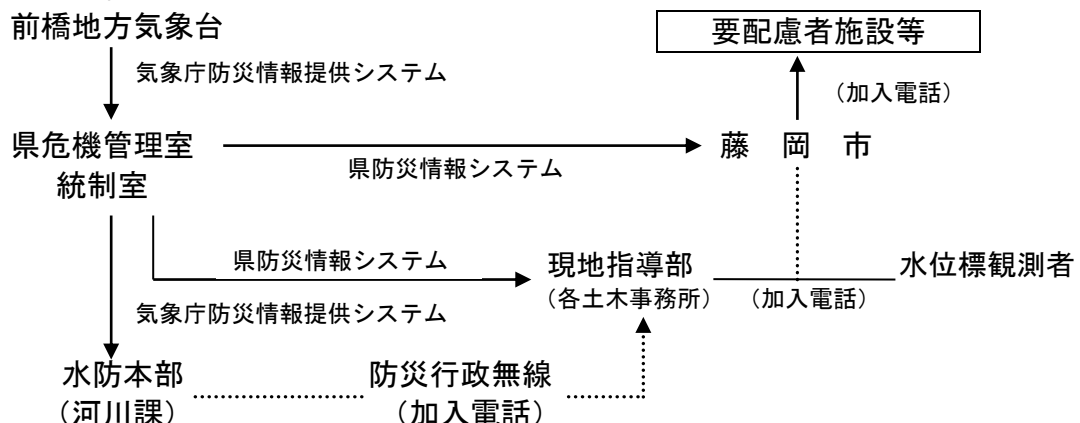 前橋地方気象台
要配慮者施設等
気象庁防災情報提供システム
（加入電話）
県危機管理室
統制室
県防災情報システム
藤 岡 市
県防災情報システム
現地指導部
（各土木事務所）
（加入電話）
水位標観測者
気象庁防災情報提供システム
水防本部
（河川課）
防災行政無線
（加入電話）